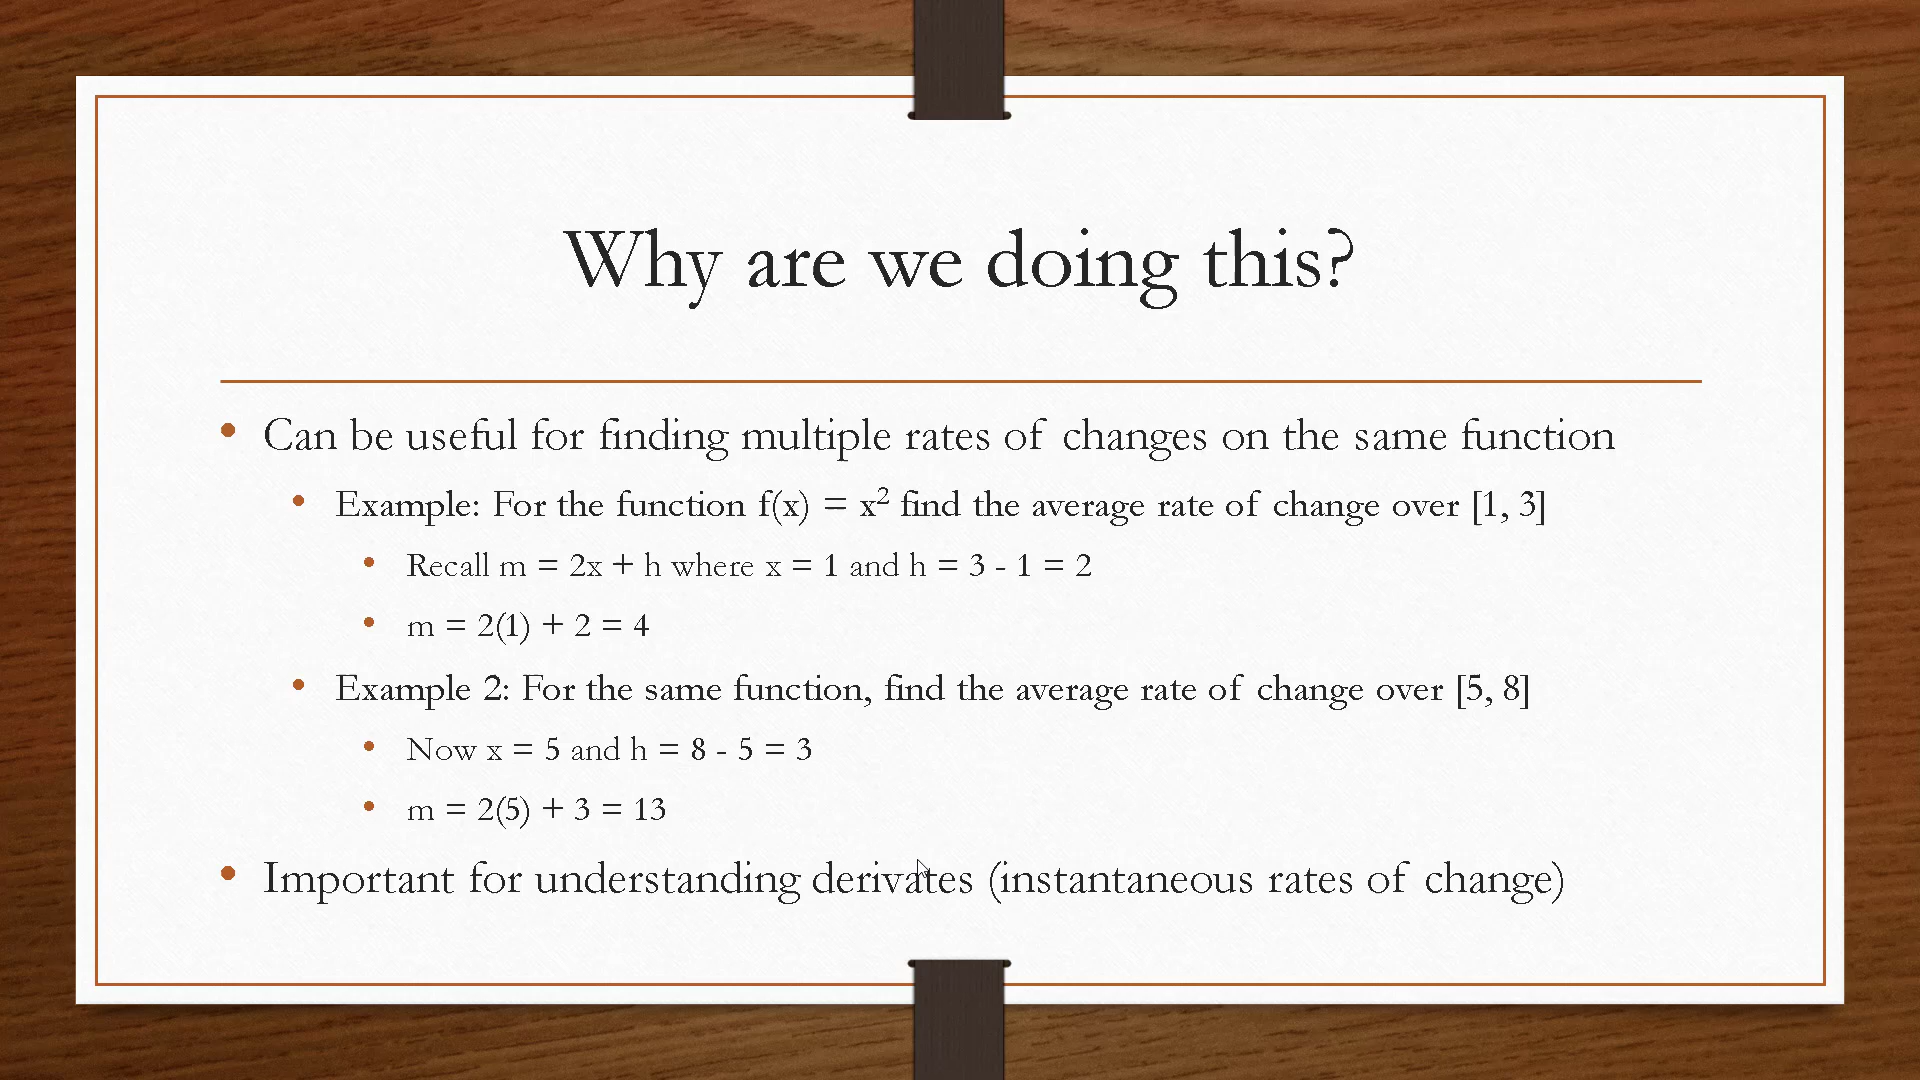 Why are we doing this?
• Can be useful for finding multiple rates of changes on the same function
• Example: For the function f(x) = x² find the average rate of change over [1, 3]
• Recall m = 2x + h where x = 1 and h = 3 - 1 = 2
• m = 2(1) + 2 = 4
• Example 2: For the same function, find the average rate of change over [5, 8]
• Now x = 5 and h = 8 - 5 = 3
• m = 2(5) + 3 = 13
• Important for understanding derivates (instantaneous rates of change)